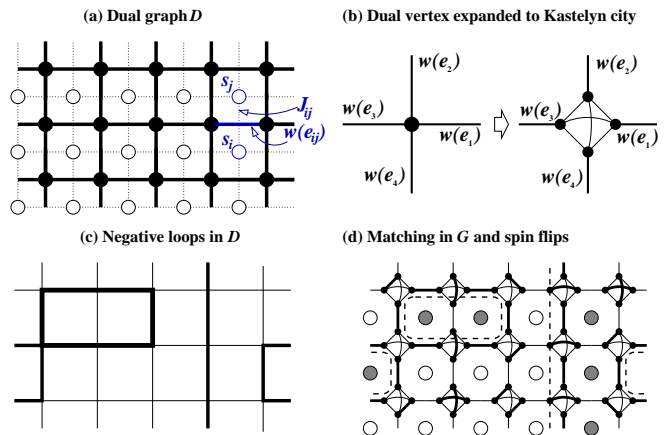 (a) Dual graph D
(b) Dual vertex expanded to Kastelyn city
s_j
J_ij
w(e_ij)
s_i
w(e_2)
w(e_3)
w(e_1)
w(e_4)
w(e_2)
w(e_3)
w(e_1)
w(e_4)
(c) Negative loops in D
(d) Matching in G and spin flips